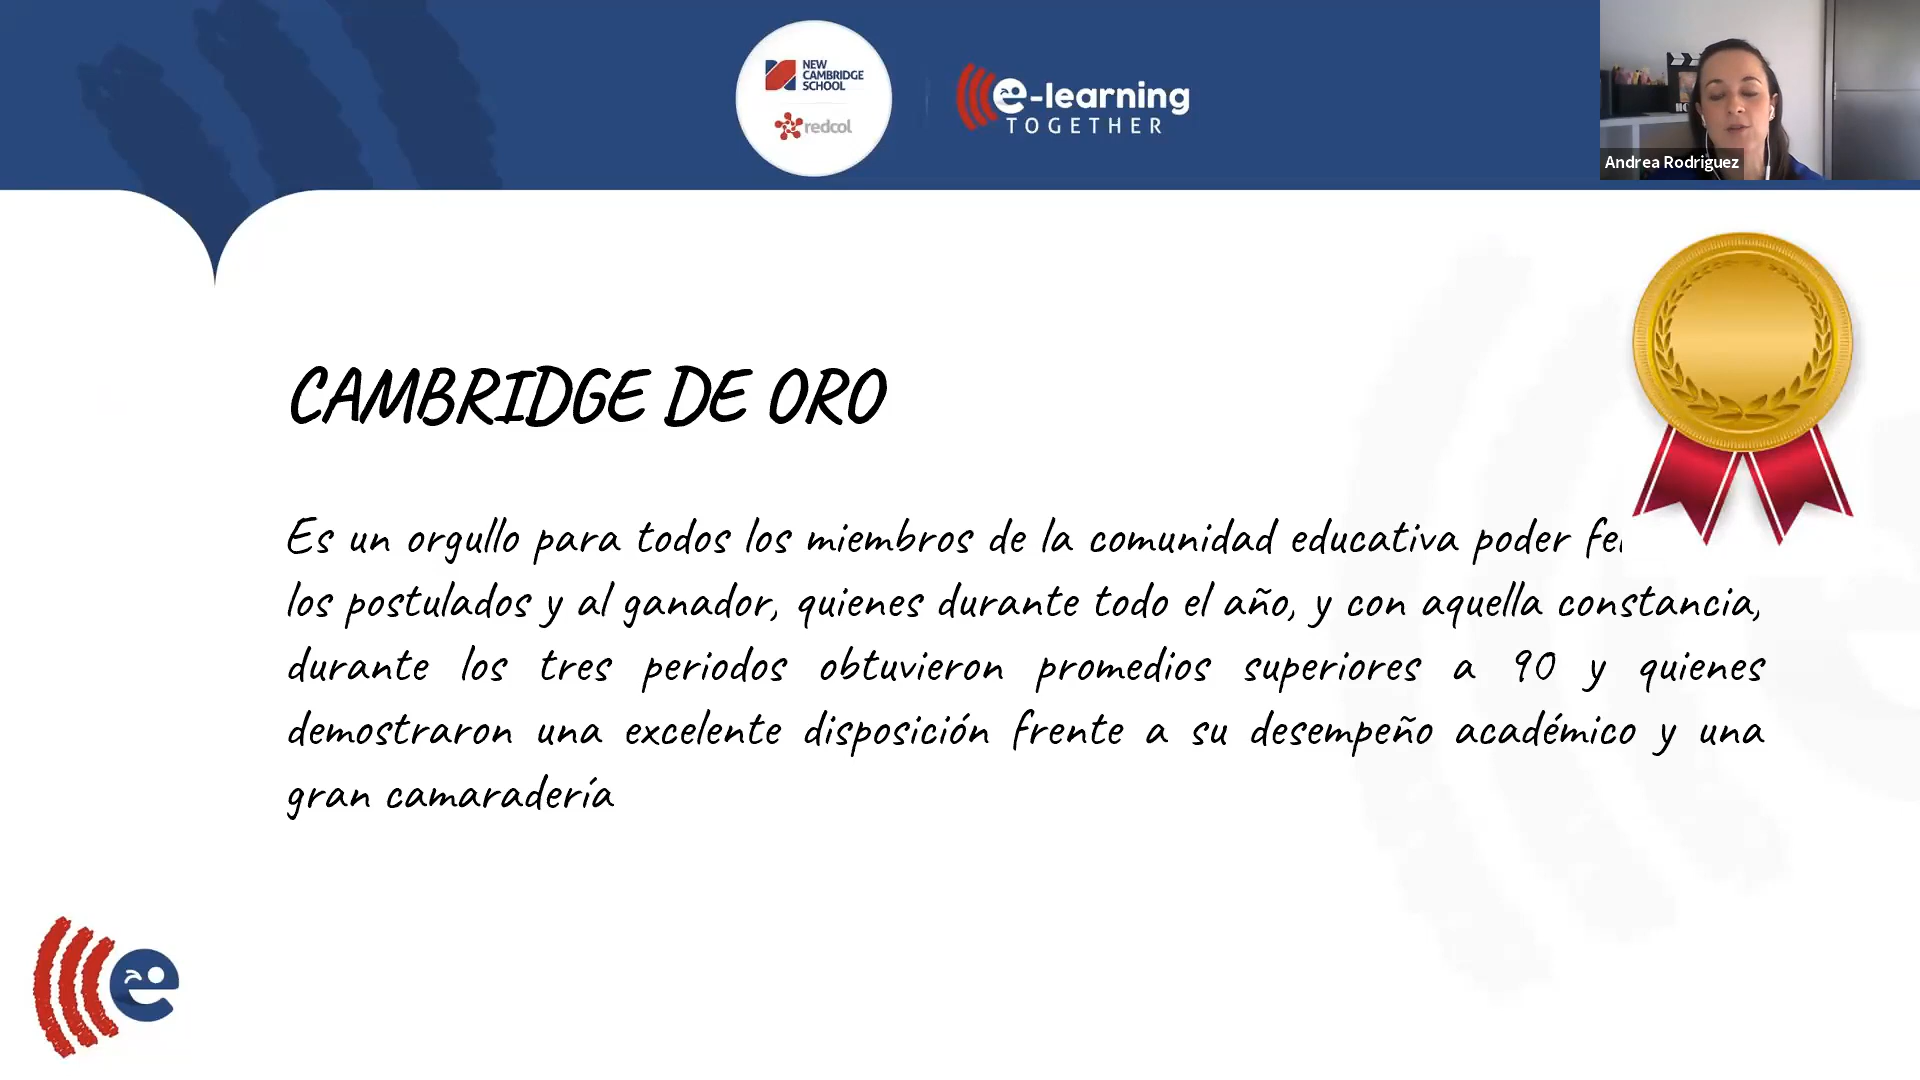 NEW
CAMBRIDGE
SCHOOL
redcol
e-learning
TOGETHER
Andrea Rodriguez
CAMBRIDGE DE ORO
Es un orgullo para todos los miembros de la comunidad educativa poder
los postulados y al ganador, quienes durante todo el año, y con aquella constancia,
durante los tres periodos obtuvieron promedios superiores a 90 y quienes
demostraron una excelente disposición frente a su desempeño académico y una
gran camaradería
e